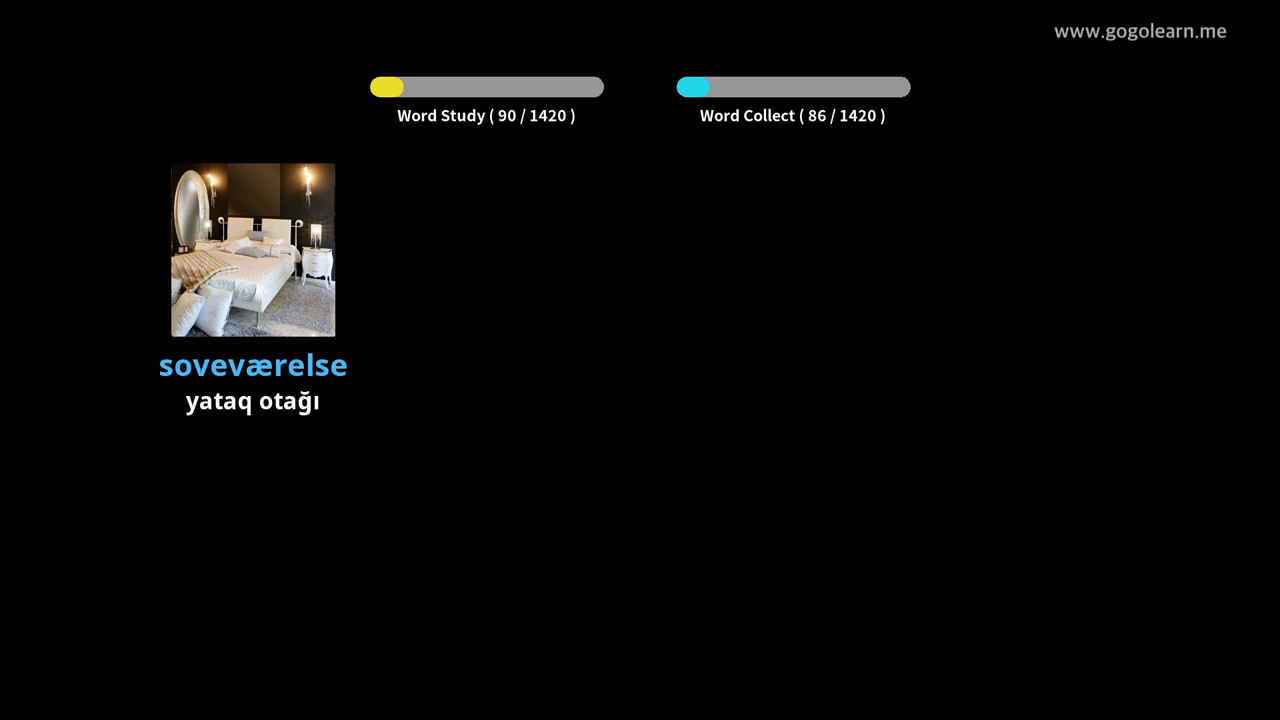 www.gogolearn.me
Word Study ( 90 / 1420 )
Word Collect ( 86 / 1420 )
soveværelse
yataq otağı